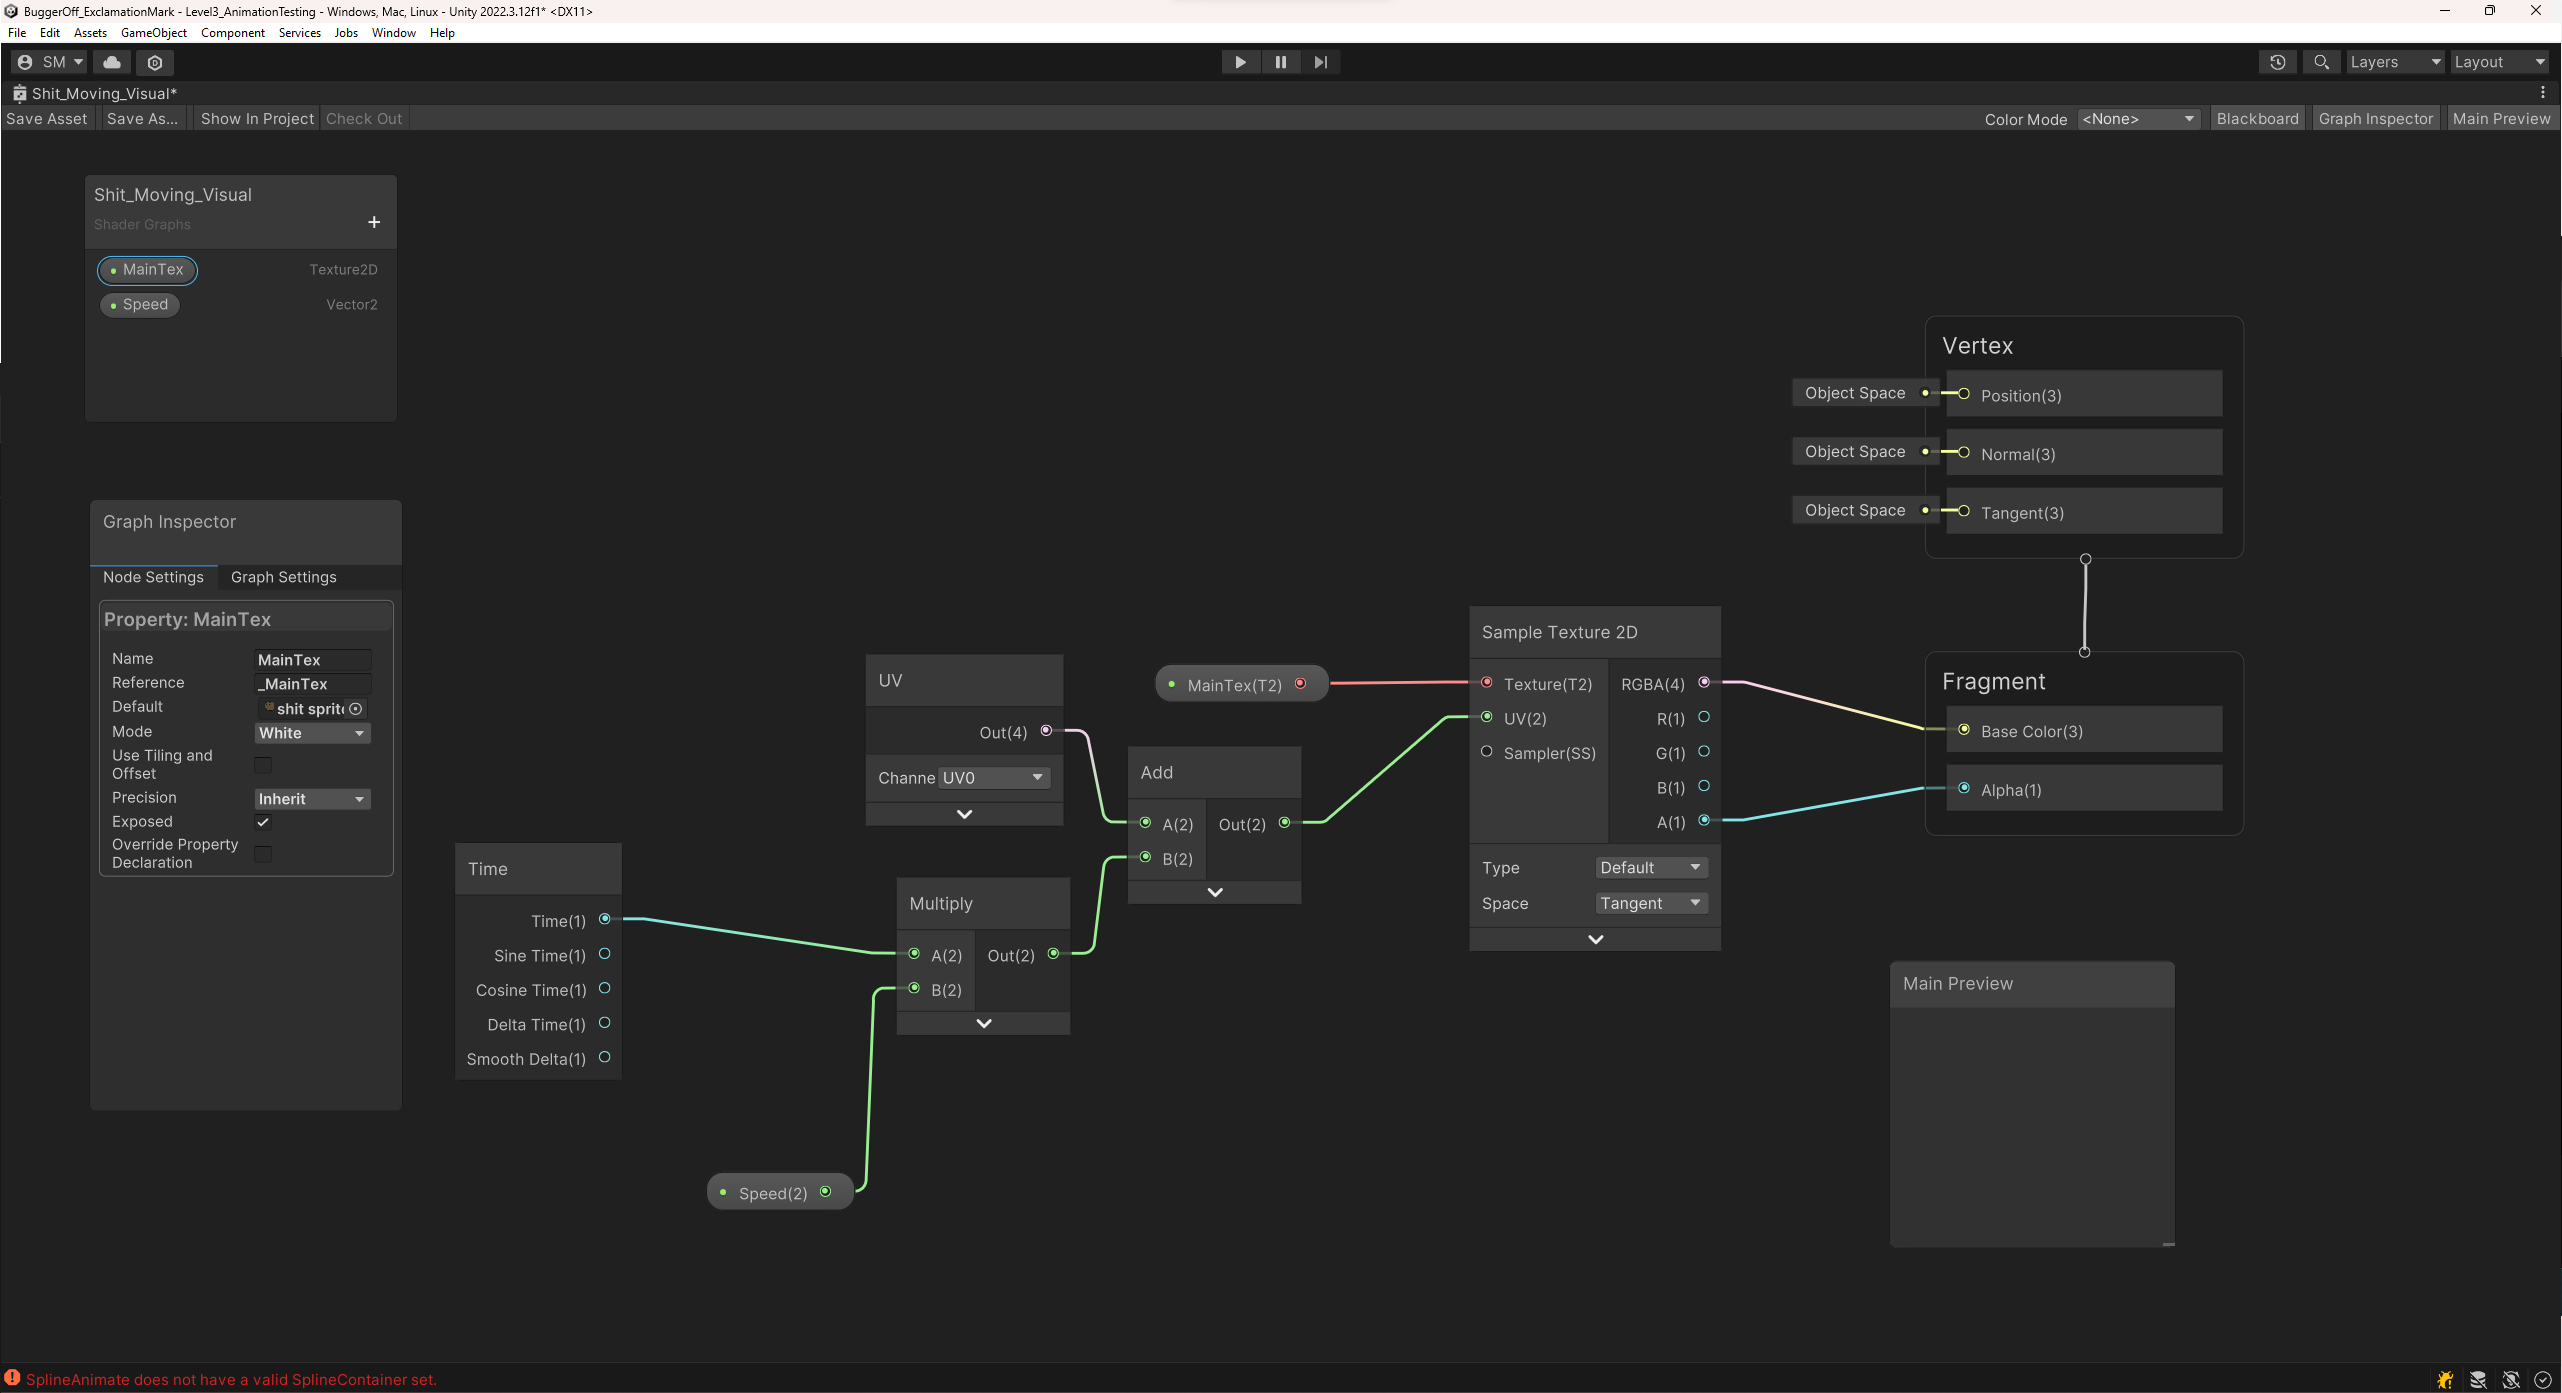 BuggerOff_ExclamationMark - Level3_AnimationTesting - Windows, Mac, Linux - Unity 2022.3.12f1* <DX11>
File Edit Assets GameObject Component Services Jobs Window Help
SM Layers Layout
Shit_Moving_Visual*
Save Asset Save As... Show In Project Check Out Color Mode <None> Blackboard Graph Inspector Main Preview
Shit_Moving_Visual
Shader Graphs
+
MainTex Texture2D
Speed Vector2
Graph Inspector
Node Settings Graph Settings
Property: MainTex
Name MainTex
Reference _MainTex
Default shit sprit
Mode White
Use Tiling and
Offset
Precision Inherit
Exposed
Override Property
Declaration
Time
Time(1)
Sine Time(1)
Cosine Time(1)
Delta Time(1)
Smooth Delta(1)
Speed(2)
UV
Out(4)
Channe UV0
Multiply
A(2) Out(2)
B(2)
Add
A(2) Out(2)
B(2)
MainTex(T2)
Sample Texture 2D
Texture(T2) RGBA(4)
UV(2) R(1)
Sampler(SS) G(1)
B(1)
A(1)
Type Default
Space Tangent
Vertex
Object Space Position(3)
Object Space Normal(3)
Object Space Tangent(3)
Fragment
Base Color(3)
Alpha(1)
Main Preview
SplineAnimate does not have a valid SplineContainer set.